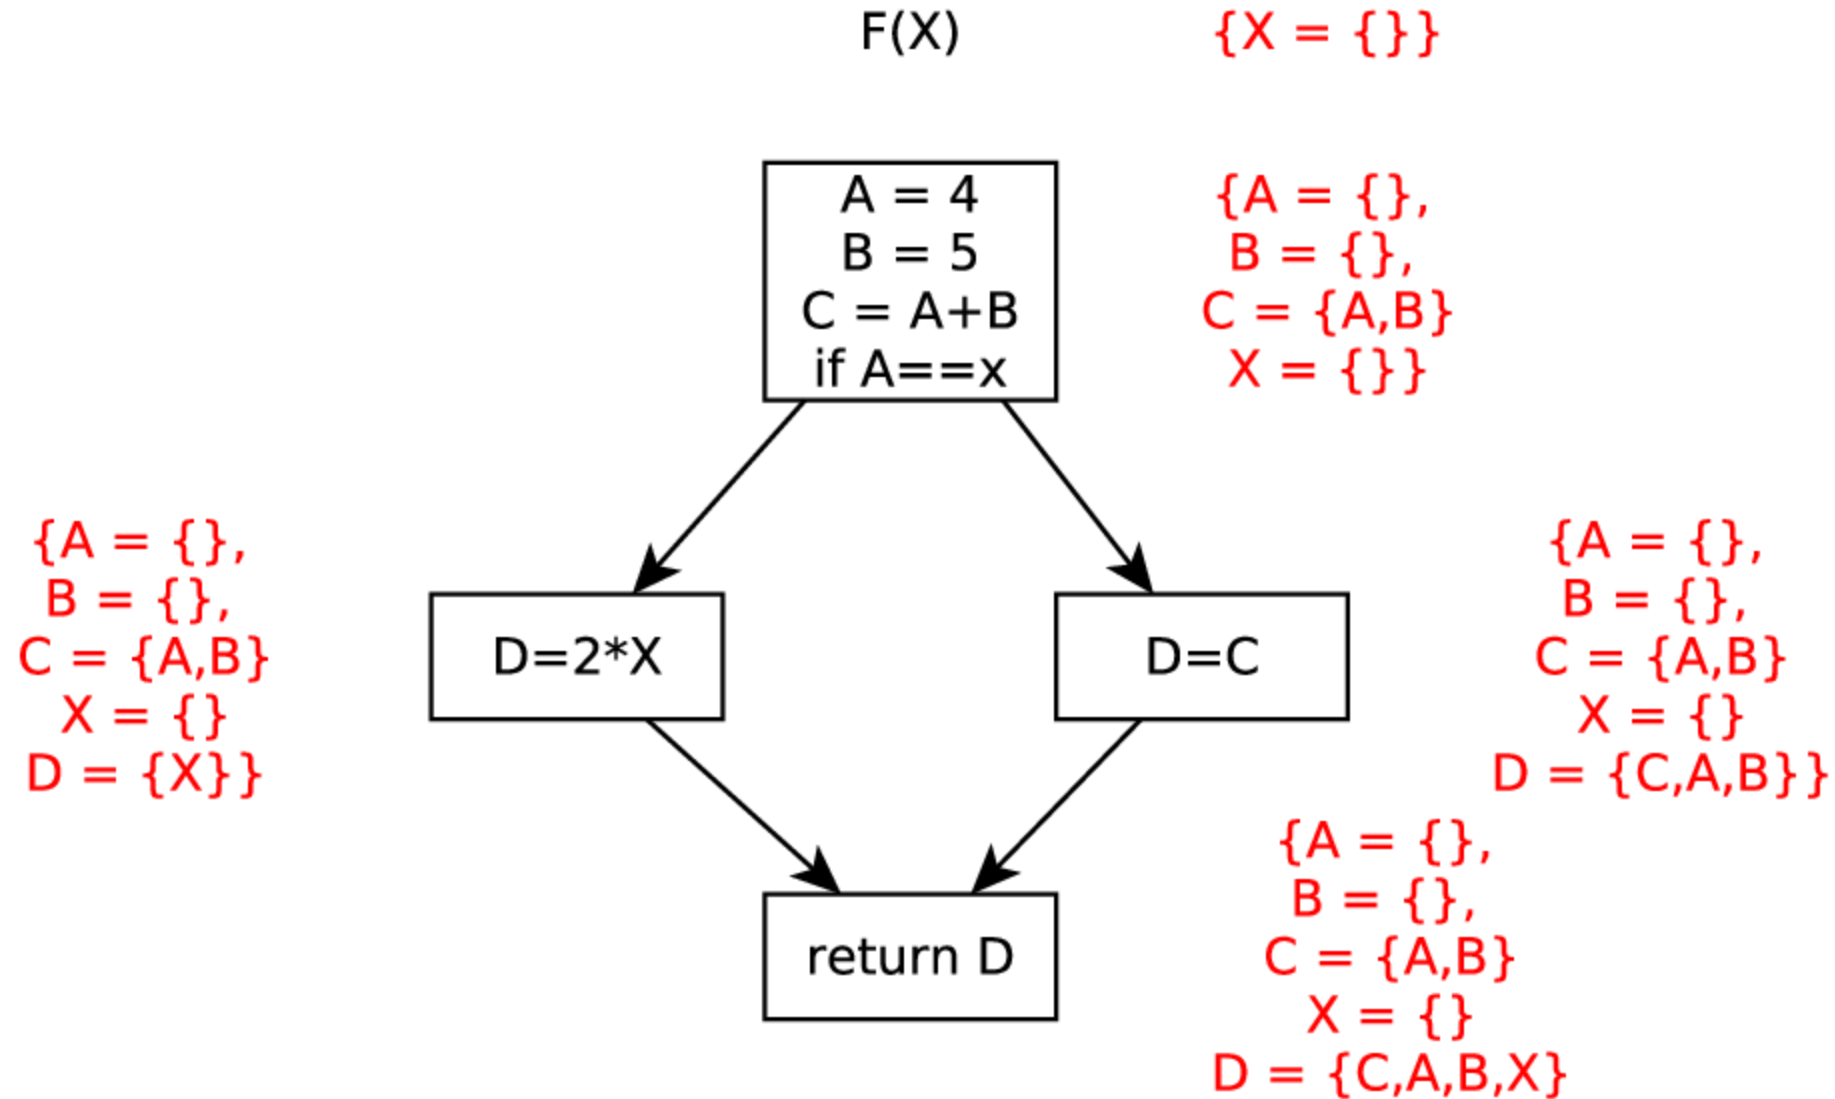 F(X)
{X = {}}
A = 4
B = 5
C = A+B
if A==x
{A = {},
B = {},
C = {A,B}
X = {}}
{A = {},
B = {},
C = {A,B}
X = {}
D = {X}}
D=2*X
D=C
{A = {},
B = {},
C = {A,B}
X = {}
D = {C,A,B}}
return D
{A = {},
B = {},
C = {A,B}
X = {}
D = {C,A,B,X}